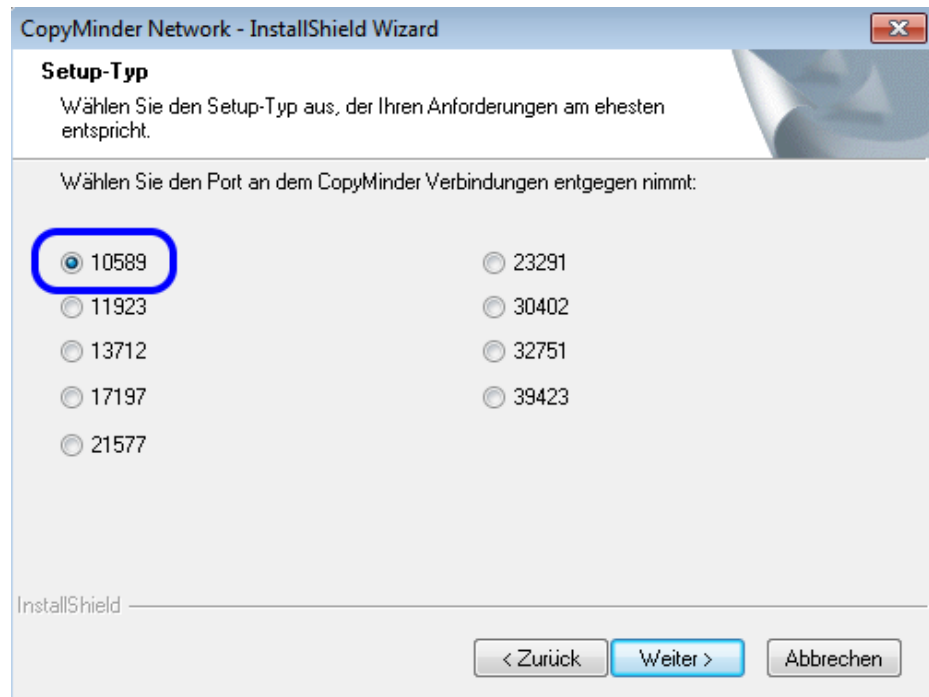 CopyMinder Network - InstallShield Wizard
Setup-Typ
Wählen Sie den Setup-Typ aus, der Ihren Anforderungen am ehesten
entspricht.
Wählen Sie den Port an dem CopyMinder Verbindungen entgegen nimmt:
10589
11923
13712
17197
21577
23291
30402
32751
39423
InstallShield
< Zurück
Weiter >
Abbrechen